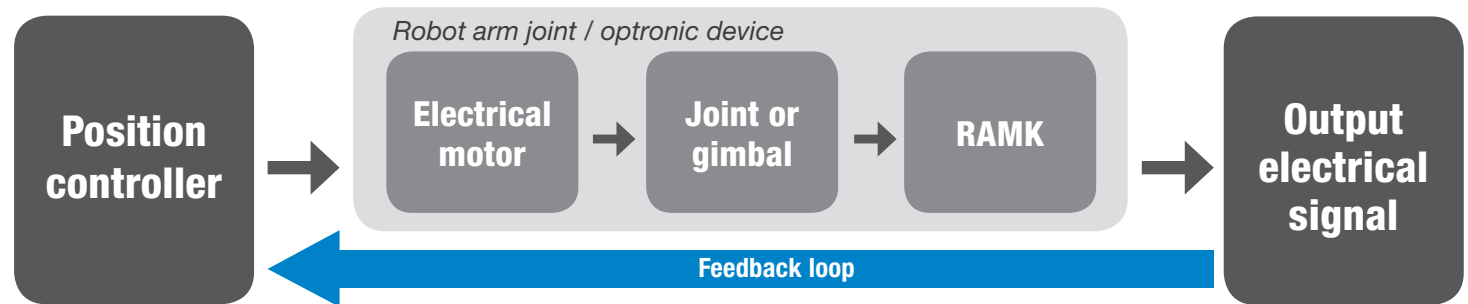 Robot arm joint / optronic device
Position
controller
Electrical
motor
Joint or
gimbal
RAMK
Output
electrical
signal
Feedback loop